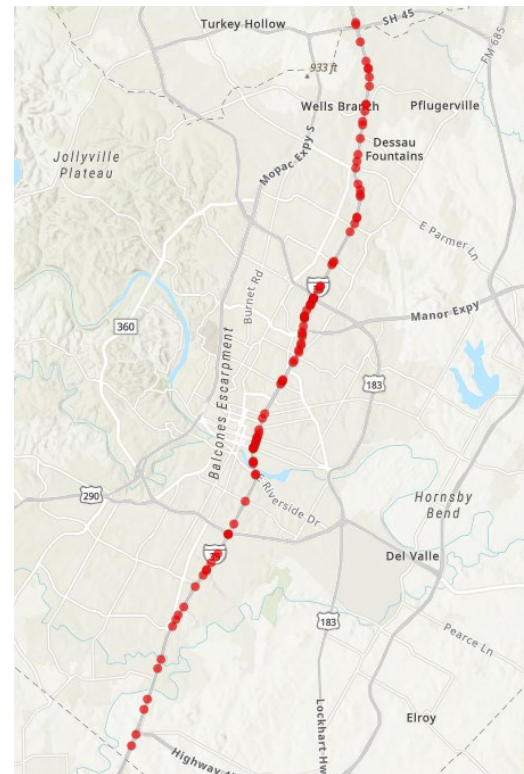 Turkey Hollow
SH 45
FM 685
933 ft
Wells Branch
Pflugerville
Mopac Expy S
Jollyville
Plateau
Dessau
Fountains
E Parmer Ln
Burnet Rd
360
Manor Expy
183
Balcones Escarpment
290
E Riverside Dr
Hornsby
Bend
35
Del Valle
183
Pearce Ln
Lockhart Hw
Elroy
Highway